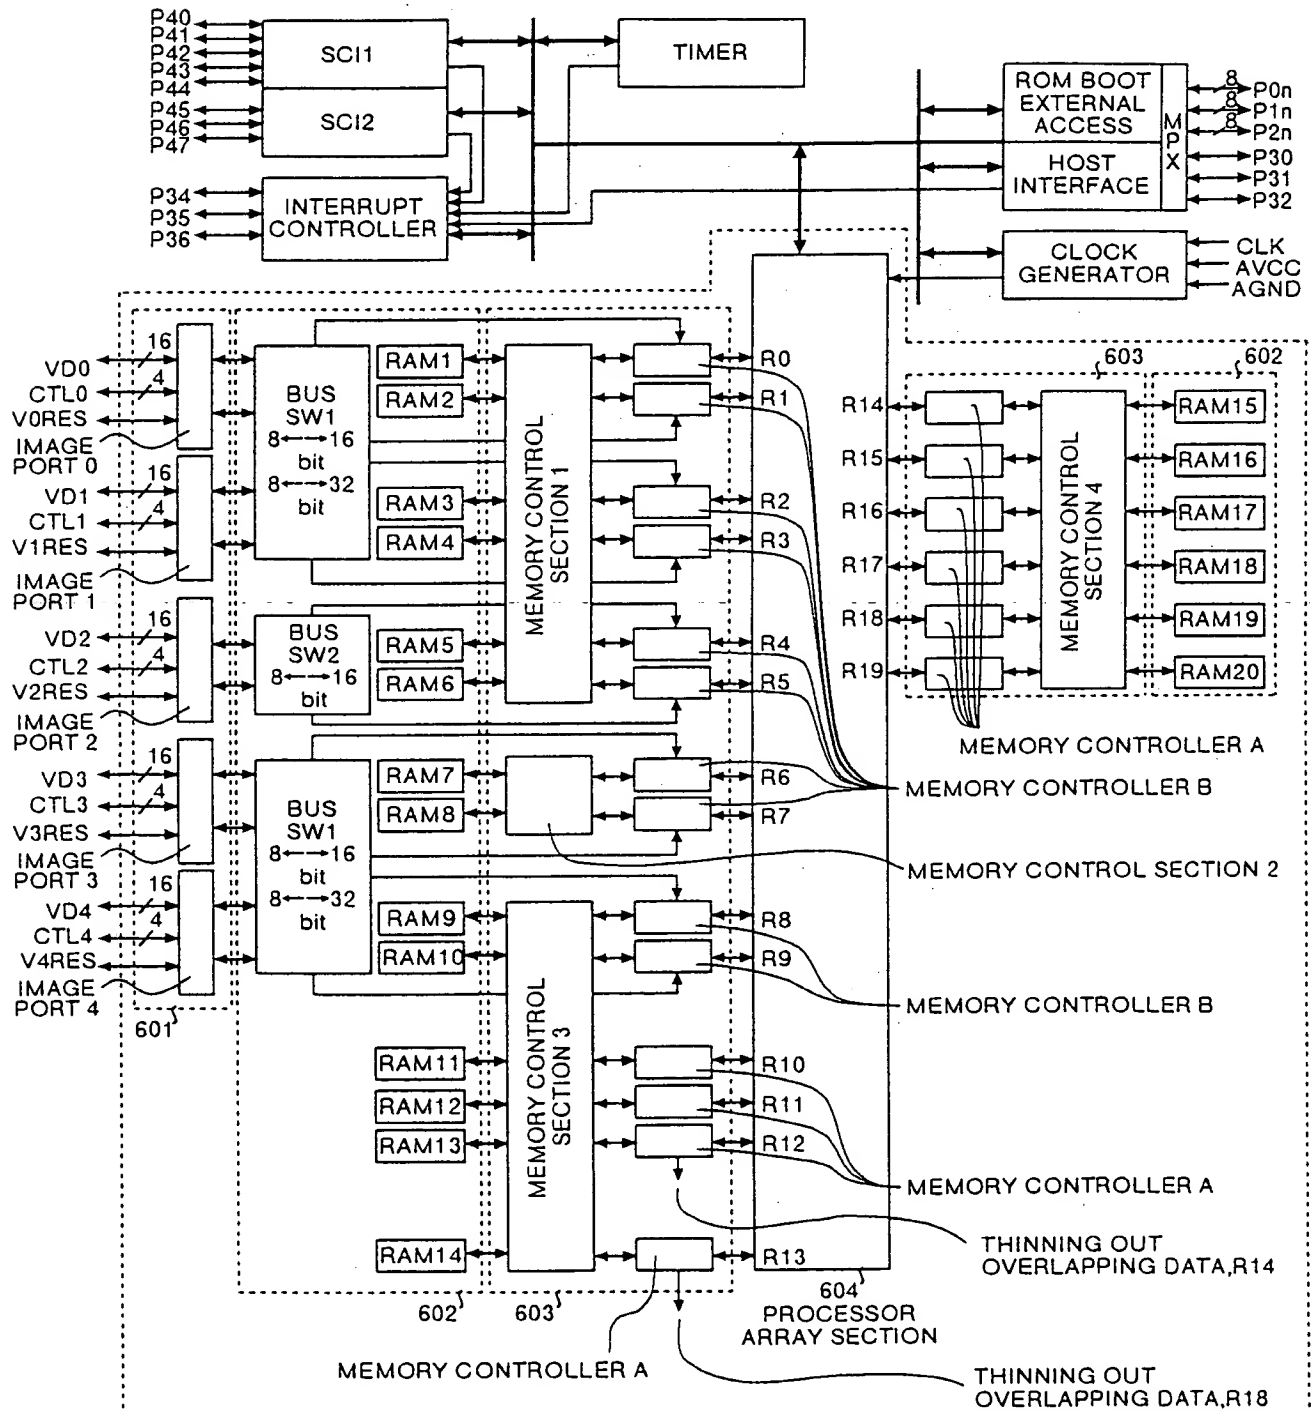 P40
P41
P42
P43
P44
P45
P46
P47
SCI1
SCI2
TIMER
P34
P35
P36
INTERRUPT
CONTROLLER
ROM BOOT
EXTERNAL
ACCESS
HOST
INTERFACE
MPX
8
8
8
P0n
P1n
P2n
P30
P31
P32
CLOCK
GENERATOR
CLK
AVCC
AGND
16
VD0
4
CTL0
V0RES
IMAGE
PORT 0
16
VD1
4
CTL1
V1RES
IMAGE
PORT 1
16
VD2
4
CTL2
V2RES
IMAGE
PORT 2
16
VD3
4
CTL3
V3RES
IMAGE
PORT 3
16
VD4
4
CTL4
V4RES
IMAGE
PORT 4
601
BUS
SW1
8↔16
bit
8↔32
bit
BUS
SW2
8↔16
bit
BUS
SW1
8↔16
bit
8↔32
bit
RAM1
RAM2
RAM3
RAM4
RAM5
RAM6
RAM7
RAM8
RAM9
RAM10
RAM11
RAM12
RAM13
RAM14
602
MEMORY CONTROL
SECTION 1
MEMORY CONTROL
SECTION 3
603
R0
R1
R2
R3
R4
R5
R6
R7
R8
R9
R10
R11
R12
R13
604
PROCESSOR
ARRAY SECTION
R14
R15
R16
R17
R18
R19
603
602
MEMORY CONTROL
SECTION 4
RAM15
RAM16
RAM17
RAM18
RAM19
RAM20
MEMORY CONTROLLER A
MEMORY CONTROLLER B
MEMORY CONTROL SECTION 2
MEMORY CONTROLLER B
MEMORY CONTROLLER A
THINNING OUT
OVERLAPPING DATA,R14
MEMORY CONTROLLER A
THINNING OUT
OVERLAPPING DATA,R18